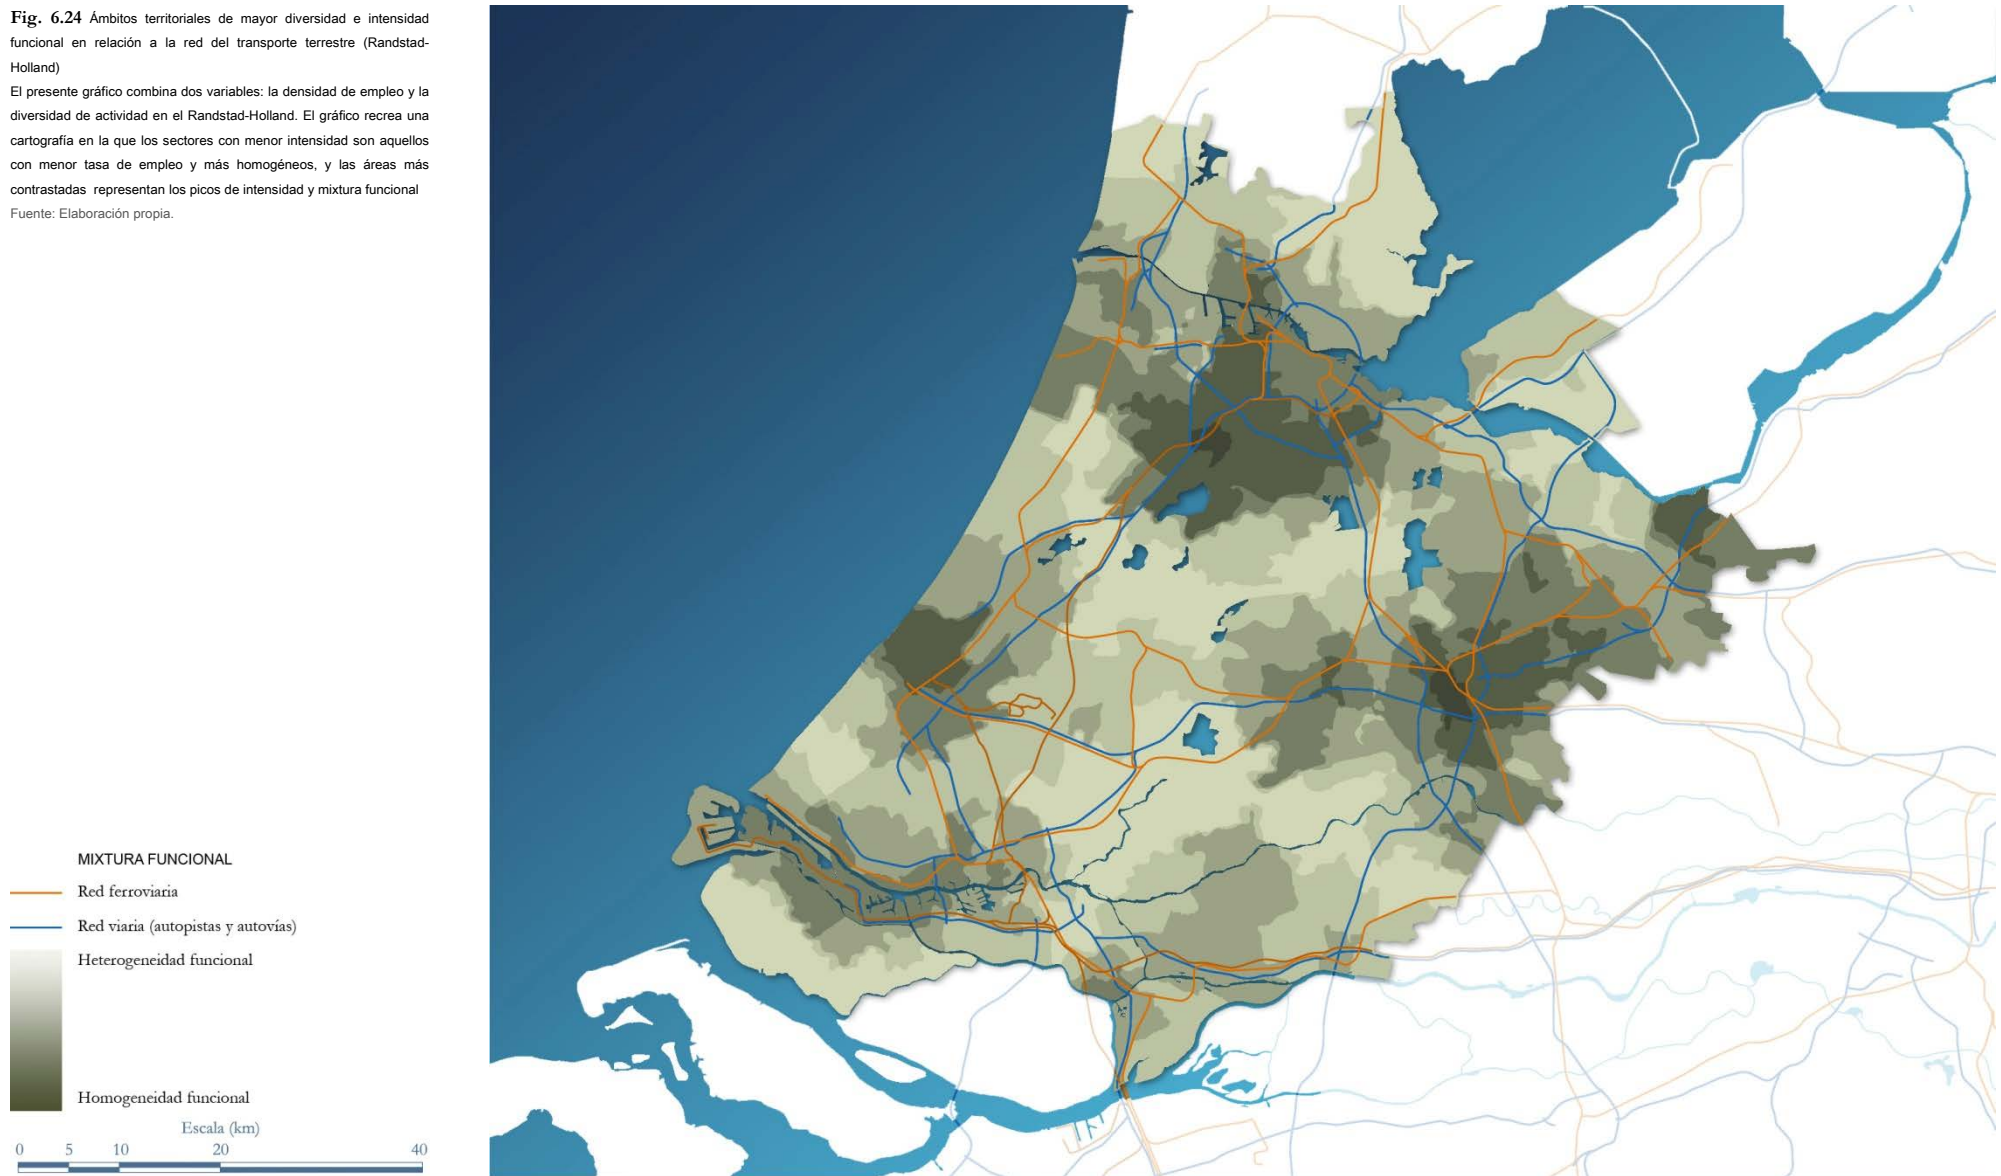 Fig. 6.24 Ámbitos territoriales de mayor diversidad e intensidad
funcional en relación a la red del transporte terrestre (Randstad-
Holland)
El presente gráfico combina dos variables: la densidad de empleo y la
diversidad de actividad en el Randstad-Holland. El gráfico recrea una
cartografía en la que los sectores con menor intensidad son aquellos
con menor tasa de empleo y más homogéneos, y las áreas más
contrastadas representan los picos de intensidad y mixtura funcional
Fuente: Elaboración propia.
MIXTURA FUNCIONAL
Red ferroviaria
Red viaria (autopistas y autovías)
Heterogeneidad funcional
Homogeneidad funcional
Escala (km)
0 5 10 20 40